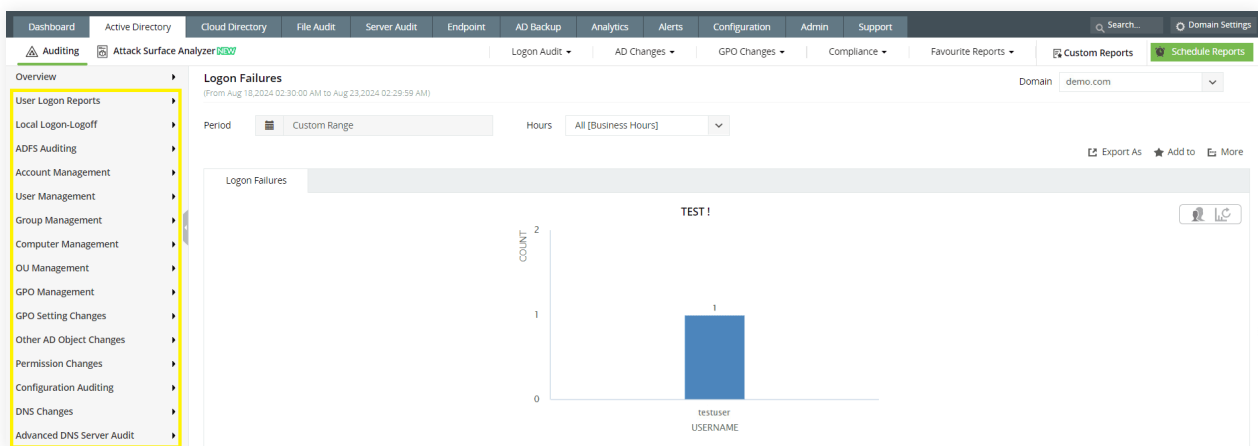 Dashboard Active Directory Cloud Directory File Audit Server Audit Endpoint AD Backup Analytics Alerts Configuration Admin Support Search... Domain Settings
Auditing Attack Surface Analyzer NEW Logon Audit AD Changes GPO Changes Compliance Favourite Reports Custom Reports Schedule Reports
Overview
User Logon Reports
Local Logon-Logoff
ADFS Auditing
Account Management
User Management
Group Management
Computer Management
OU Management
GPO Management
GPO Setting Changes
Other AD Object Changes
Permission Changes
Configuration Auditing
DNS Changes
Advanced DNS Server Audit
Logon Failures
(From Aug 18,2024 02:30:00 AM to Aug 23,2024 02:29:59 AM)
Domain demo.com
Period Custom Range Hours All [Business Hours]
Export As Add to More
Logon Failures
TEST !
COUNT
2
1
1
0
testuser
USERNAME